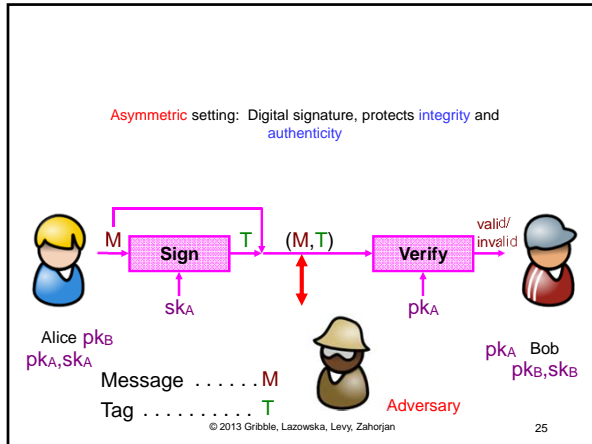 Asymmetric setting: Digital signature, protects integrity and
authenticity
M
Sign
T
(M,T)
Verify
valid/
invalid
skA
pkA
Alice pkB
pkA,skA
pkA Bob
pkB,skB
Message . . . . . . M
Tag . . . . . . . . . . T
Adversary
© 2013 Gribble, Lazowska, Levy, Zahorjan
25